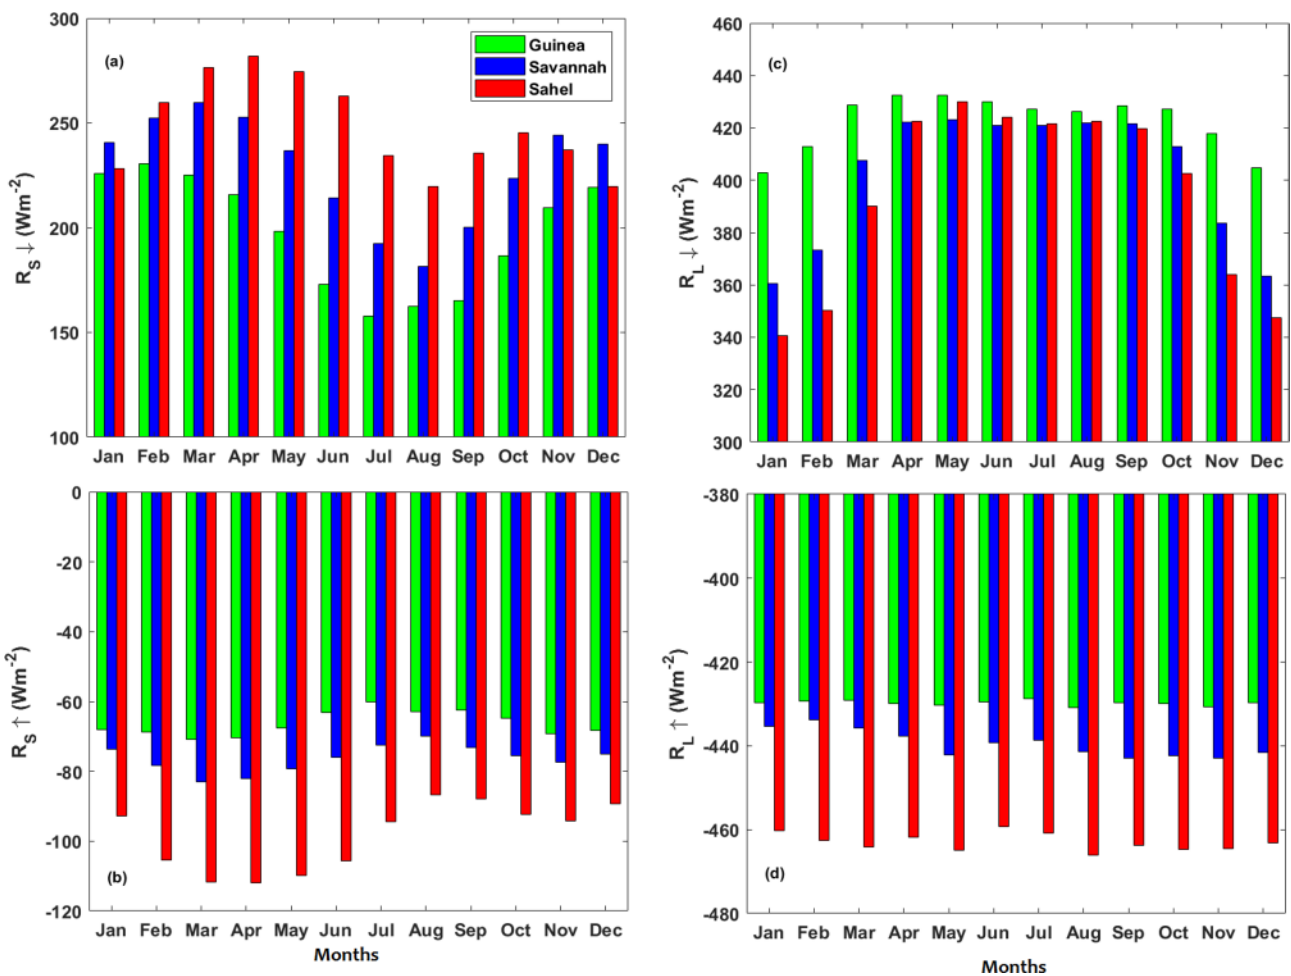 300
250
200
150
100
R_S ↓ (Wm^-2)
(a)
Guinea
Savannah
Sahel
Jan Feb Mar Apr May Jun Jul Aug Sep Oct Nov Dec
460
440
420
400
380
360
340
320
300
R_L ↓ (Wm^-2)
(c)
Jan Feb Mar Apr May Jun Jul Aug Sep Oct Nov Dec
0
-20
-40
-60
-80
-100
-120
R_S ↑ (Wm^-2)
(b)
Jan Feb Mar Apr May Jun Jul Aug Sep Oct Nov Dec
Months
-380
-400
-420
-440
-460
-480
R_L ↑ (Wm^-2)
(d)
Jan Feb Mar Apr May Jun Jul Aug Sep Oct Nov Dec
Months